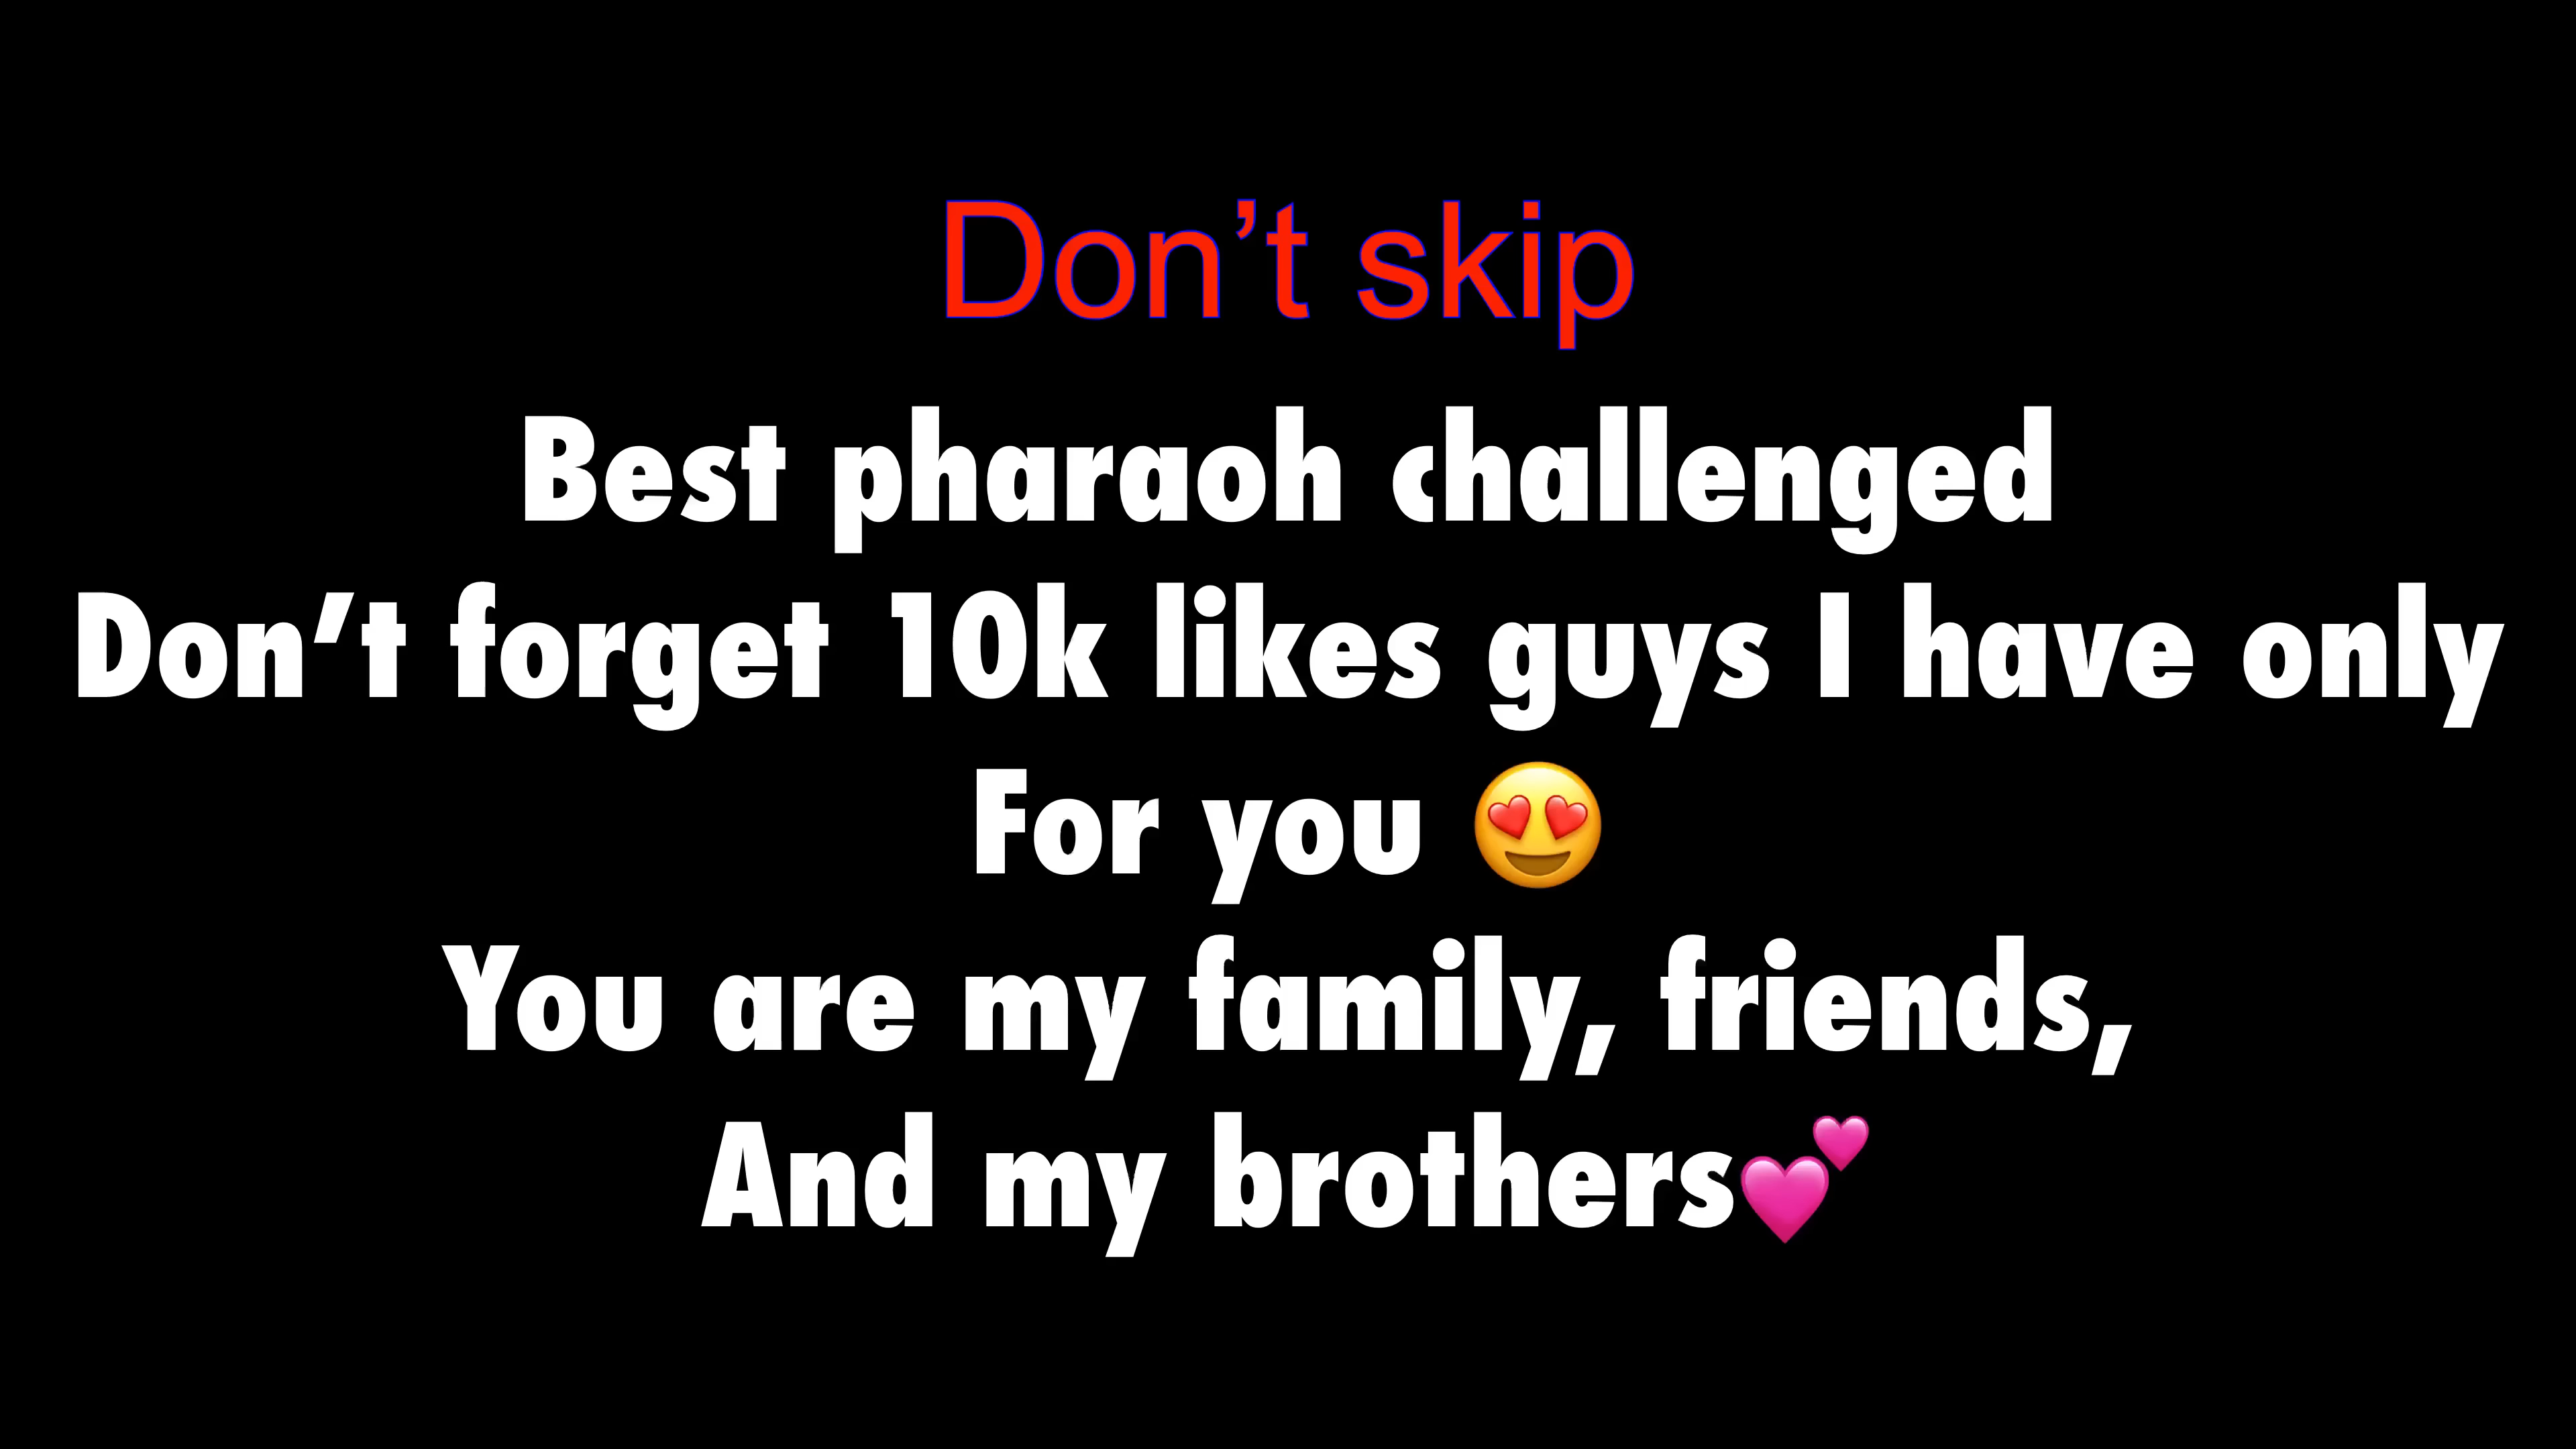 Don’t skip
Best pharaoh challenged
Don’t forget 10k likes guys I have only
For you 😍
You are my family, friends,
And my brothers💕